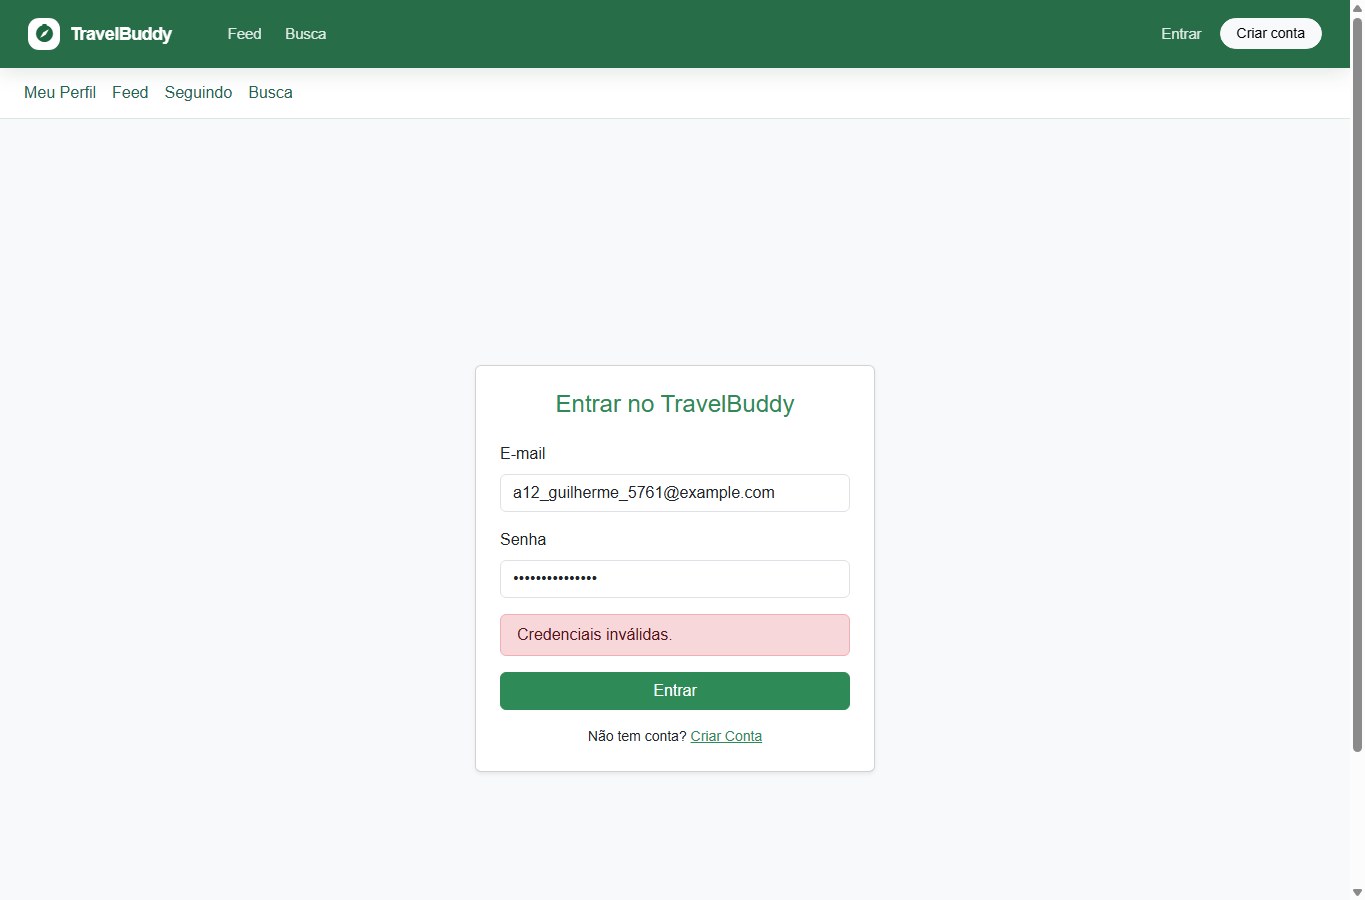 TravelBuddy Feed Busca Entrar Criar conta
Meu Perfil Feed Seguindo Busca
Entrar no TravelBuddy
E-mail
a12_guilherme_5761@example.com
Senha
•••••••••••••••
Credenciais inválidas.
Entrar
Não tem conta? Criar Conta